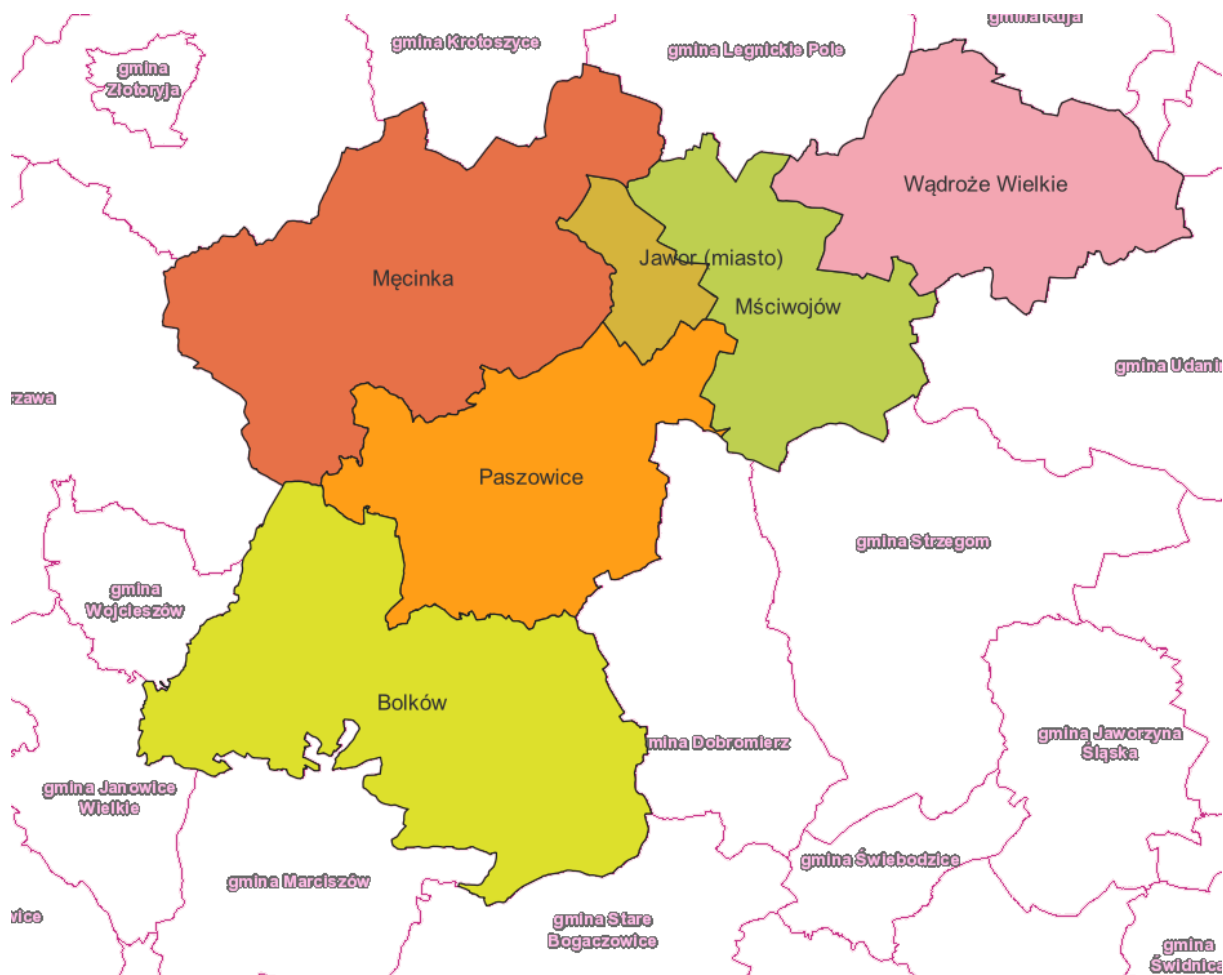 gmina Ruja
gmina Krotoszyce
gmina Legnickie Pole
gmina
Złotoryja
Wądroże Wielkie
Jawor (miasto)
Męcinka
Mściwojów
gmina Udanin
szawa
Paszowice
gmina Strzegom
gmina
Wojcieszów
Bolków
gmina Jaworzyna
Śląska
mina Dobromierz
gmina Janowice
Wielkie
gmina Świebodzice
gmina Marciszów
wice
gmina Stare
Bogaczowice
gmina
Świdnica